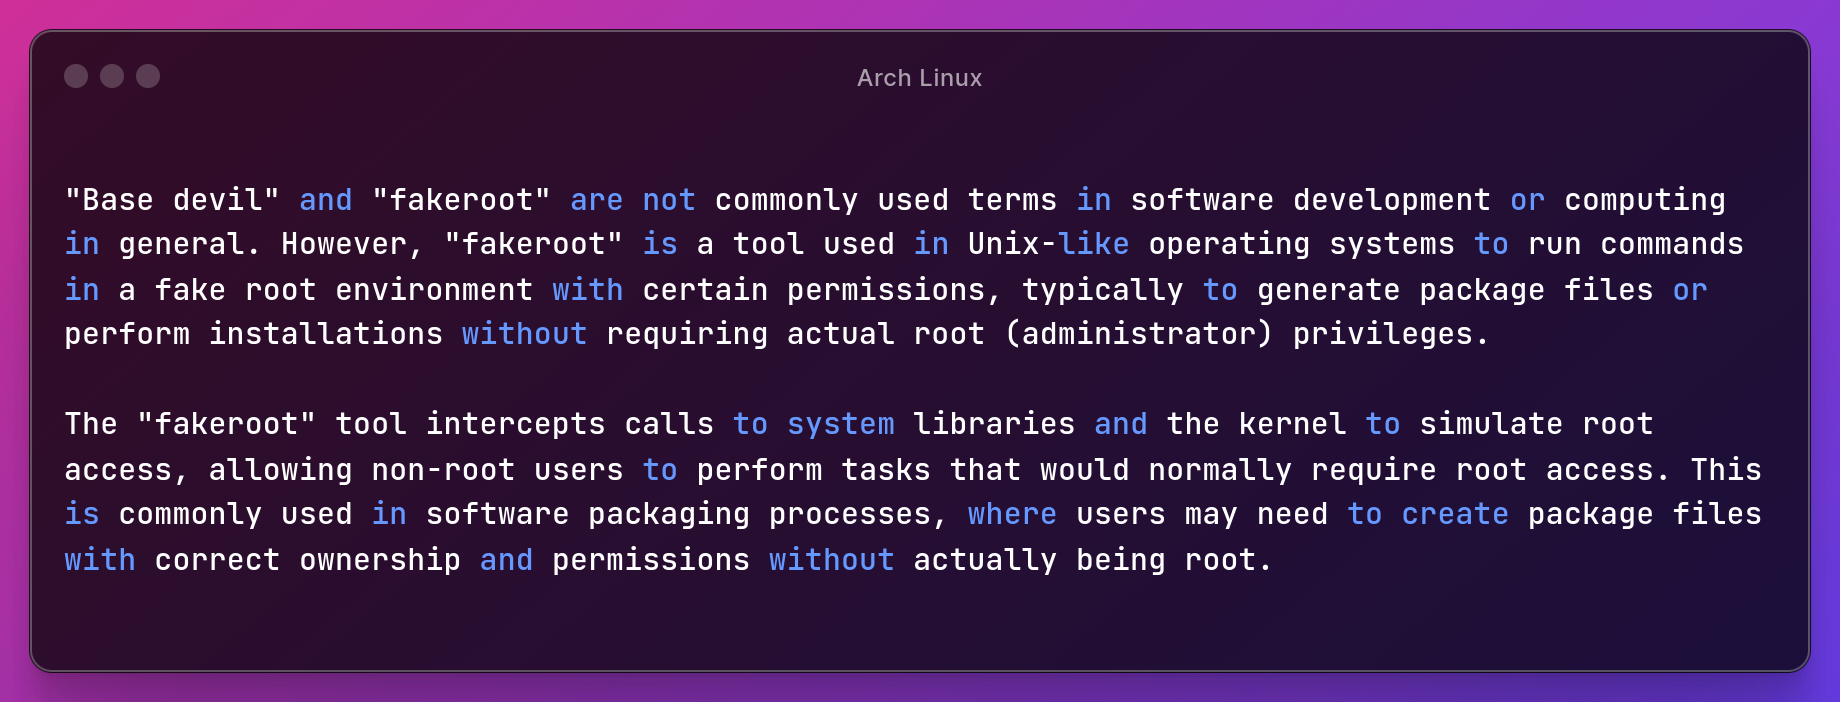 Arch Linux
"Base devil" and "fakeroot" are not commonly used terms in software development or computing
in general. However, "fakeroot" is a tool used in Unix-like operating systems to run commands
in a fake root environment with certain permissions, typically to generate package files or
perform installations without requiring actual root (administrator) privileges.
The "fakeroot" tool intercepts calls to system libraries and the kernel to simulate root
access, allowing non-root users to perform tasks that would normally require root access. This
is commonly used in software packaging processes, where users may need to create package files
with correct ownership and permissions without actually being root.